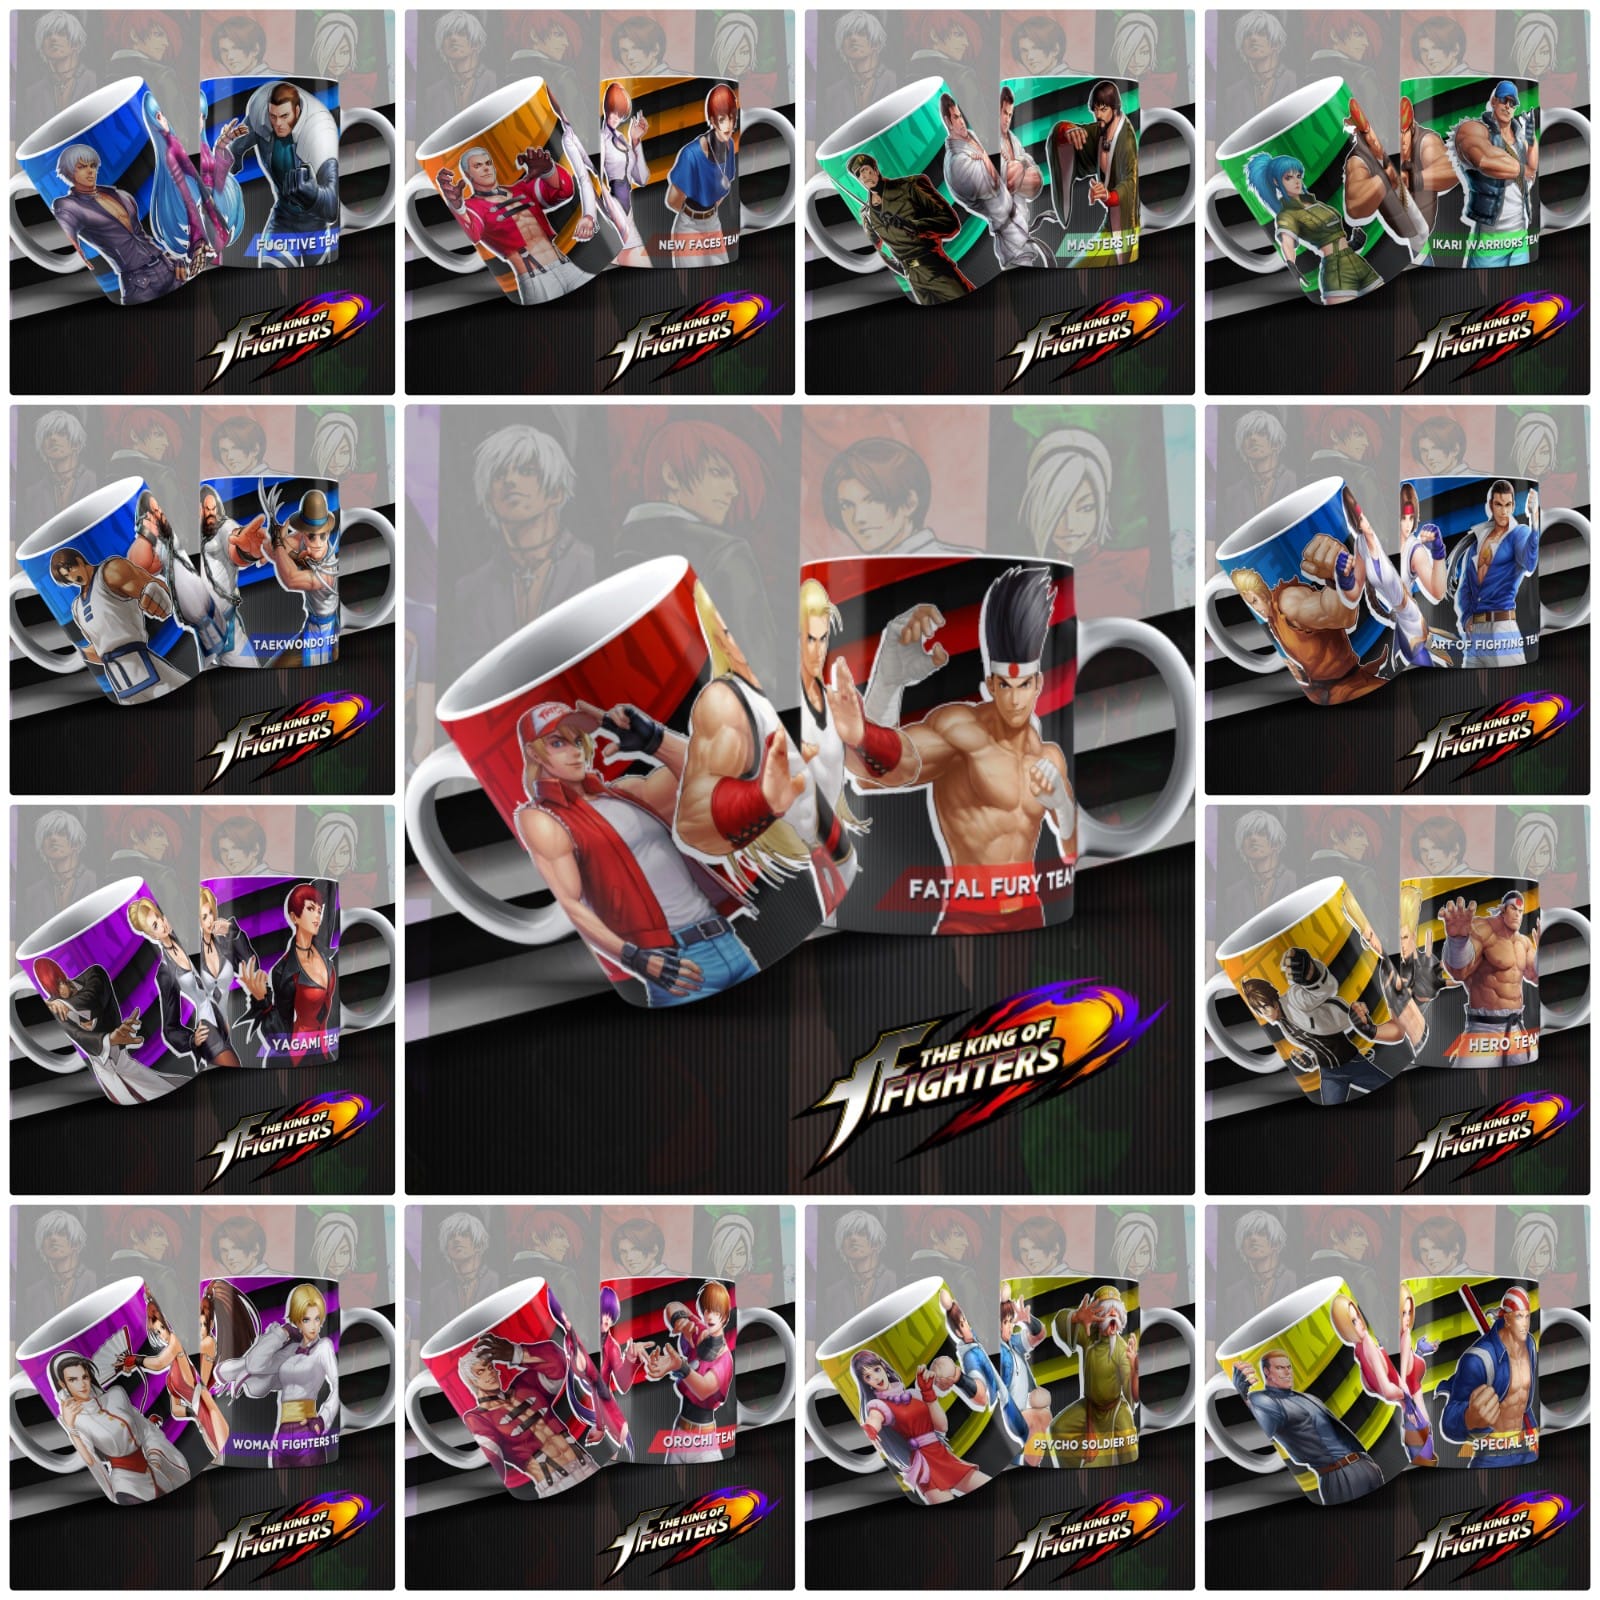 FUGITIVE TEAM
THE KING OF
FIGHTERS
NEW FACES TEAM
THE KING OF
FIGHTERS
MASTERS TEA
THE KING OF
FIGHTERS
IKARI WARRIORS TEA
THE KING OF
FIGHTERS
TAEKWONDO TEA
THE KING OF
FIGHTERS
FATAL FURY TEAM
THE KING OF
FIGHTERS
ART OF FIGHTING TEA
THE KING OF
FIGHTERS
YAGAMI TEA
THE KING OF
FIGHTERS
HERO TEAM
THE KING OF
FIGHTERS
WOMAN FIGHTERS TE
THE KING OF
FIGHTERS
OROCHI TEAM
THE KING OF
FIGHTERS
PSYCHO SOLDIER TEA
THE KING OF
FIGHTERS
SPECIAL TEA
THE KING OF
FIGHTERS